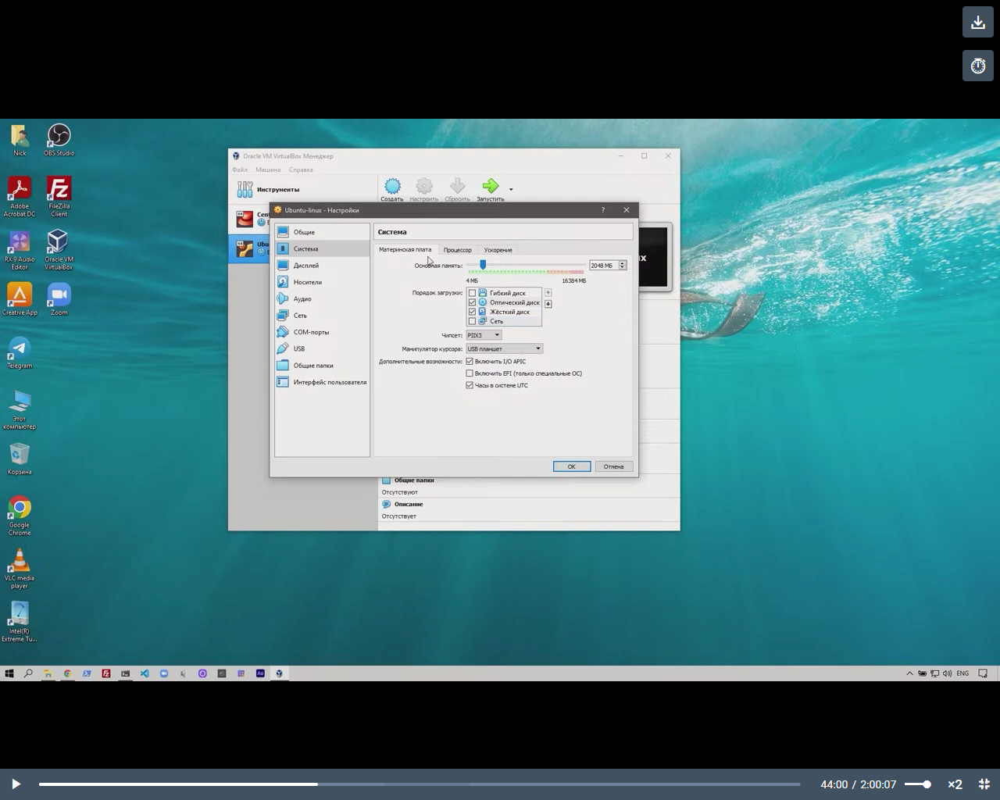 Nick
OBS Studio
Adobe
Acrobat DC
FileZilla
Client
RX 9 Audio
Editor
Oracle VM
VirtualBox
Creative App
Zoom
Telegram
Этот
компьютер
Корзина
Google
Chrome
VLC media
player
Intel(R)
Extreme Tu...
Oracle VM VirtualBox Менеджер
Файл Машина Справка
Инструменты
Создать Настроить Сбросить Запустить
Ubuntu-linux - Настройки
?
Общие
Система
Дисплей
Носители
Аудио
Сеть
COM-порты
USB
Общие папки
Интерфейс пользователя
Система
Материнская плата Процессор Ускорение
Основная память:
2048 МБ
4 МБ 16384 МБ
Порядок загрузки:
Гибкий диск
Оптический диск
Жёсткий диск
Сеть
Чипсет: PIIX3
Манипулятор курсора: USB планшет
Дополнительные возможности: Включить I/O APIC
Включить EFI (только специальные ОС)
Часы в системе UTC
OK Отмена
Общие папки
Отсутствуют
Описание
Отсутствует
Au
ENG
44:00 / 2:00:07
×2